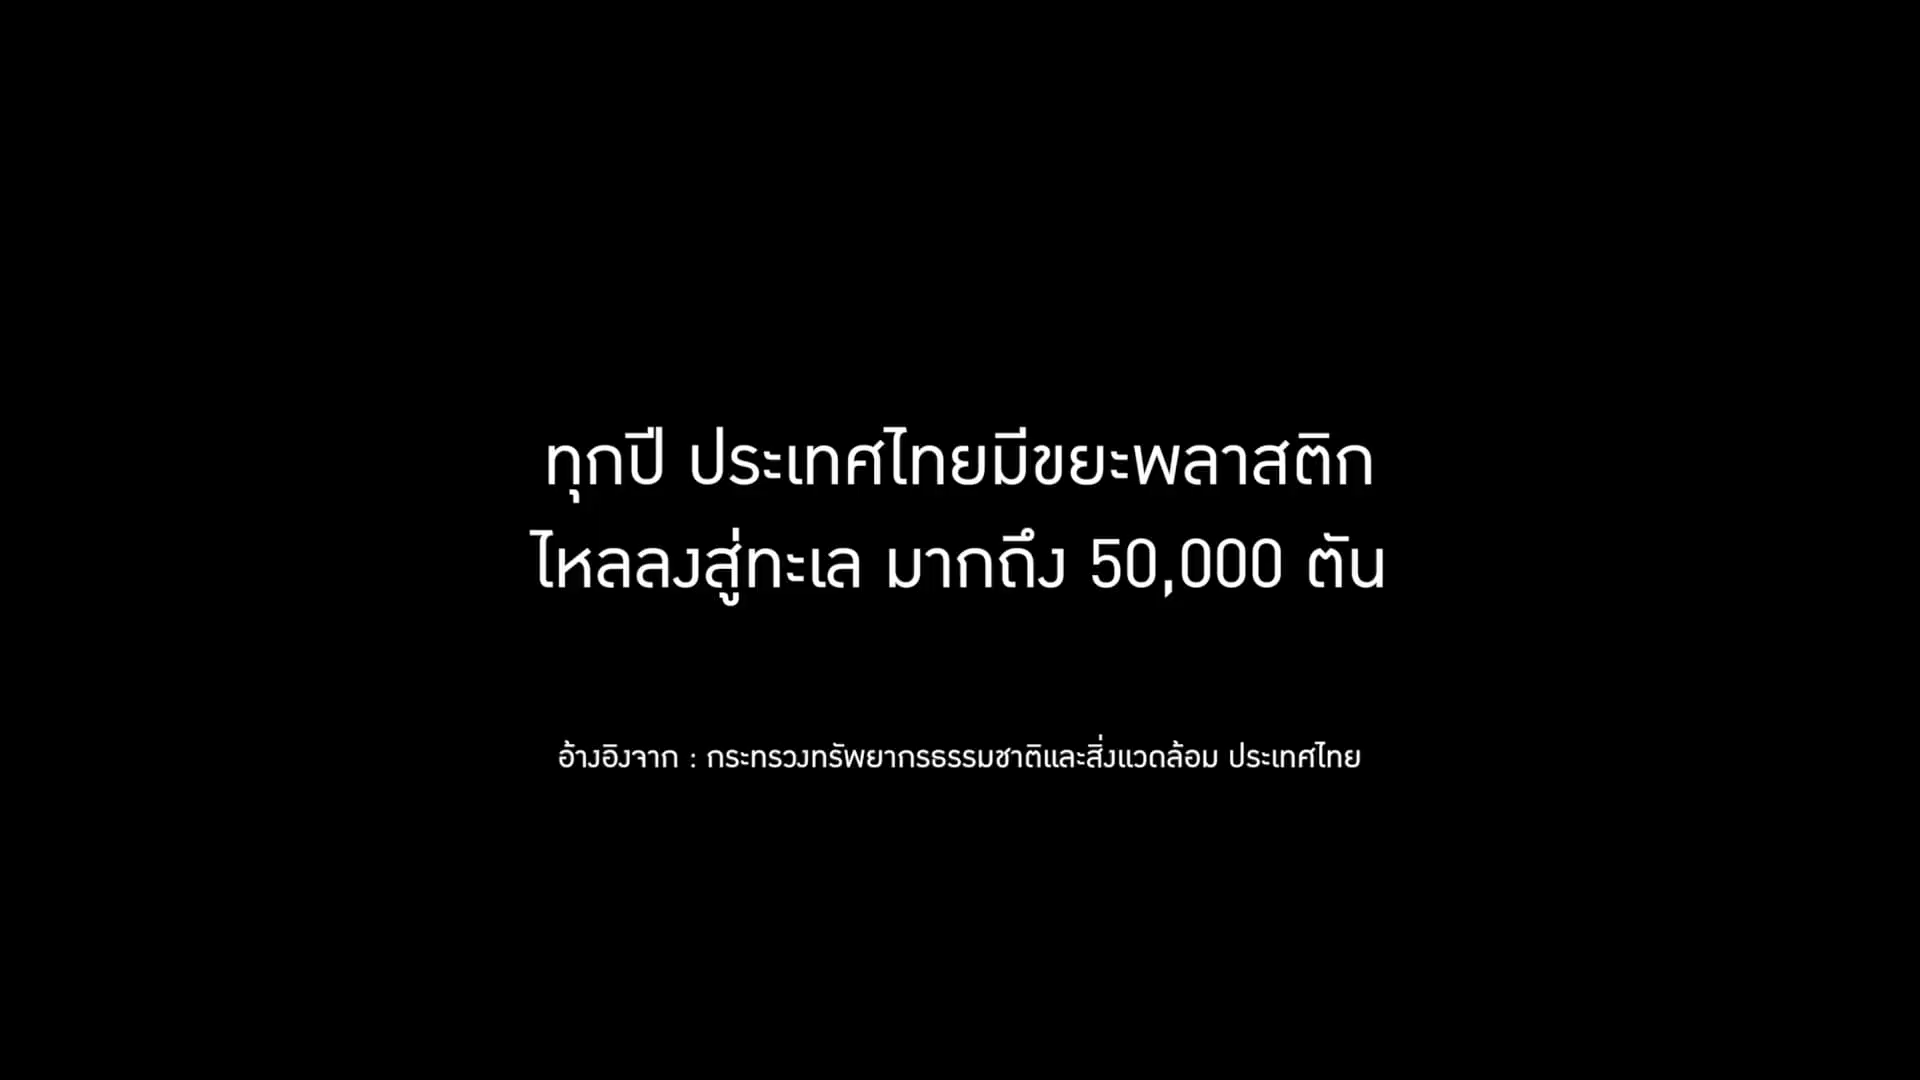 ทุกปี ประเทศไทยมีขยะพลาสติก
ไหลลงสู่ทะเล มากถึง 50,000 ตัน
อ้างอิงจาก : กระทรวงทรัพยากรธรรมชาติและสิ่งแวดล้อม ประเทศไทย